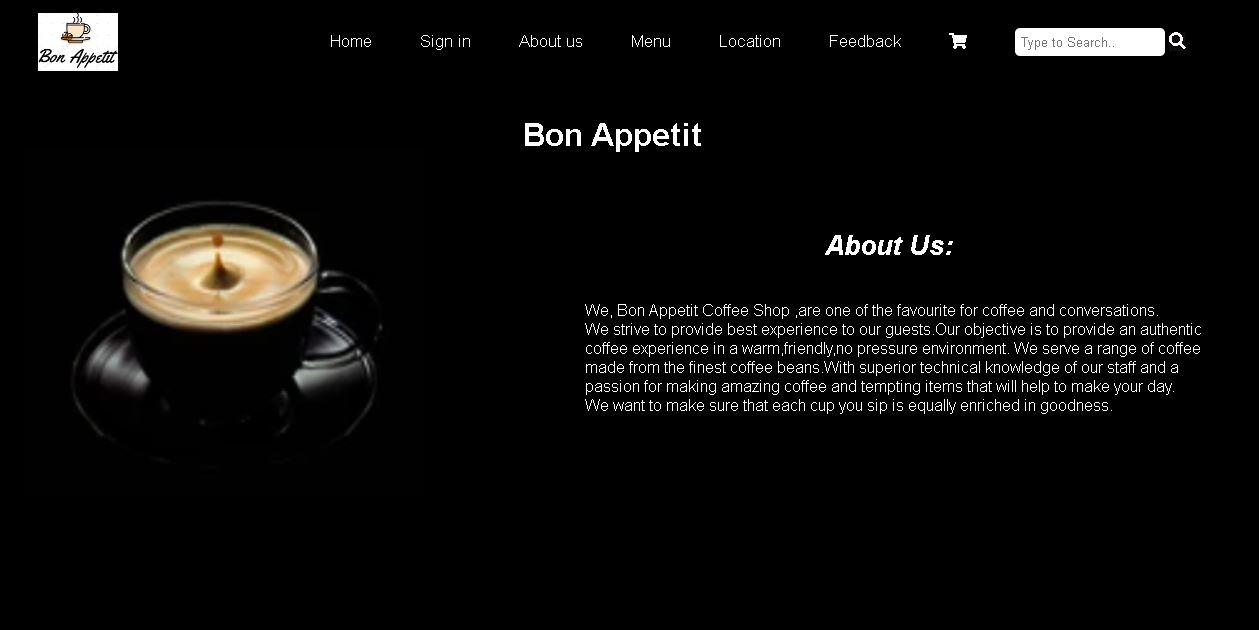 Bon Appetit
Home Sign in About us Menu Location Feedback Type to Search..
Bon Appetit
About Us:
We, Bon Appetit Coffee Shop ,are one of the favourite for coffee and conversations.
We strive to provide best experience to our guests.Our objective is to provide an authentic
coffee experience in a warm,friendly,no pressure environment. We serve a range of coffee
made from the finest coffee beans.With superior technical knowledge of our staff and a
passion for making amazing coffee and tempting items that will help to make your day.
We want to make sure that each cup you sip is equally enriched in goodness.